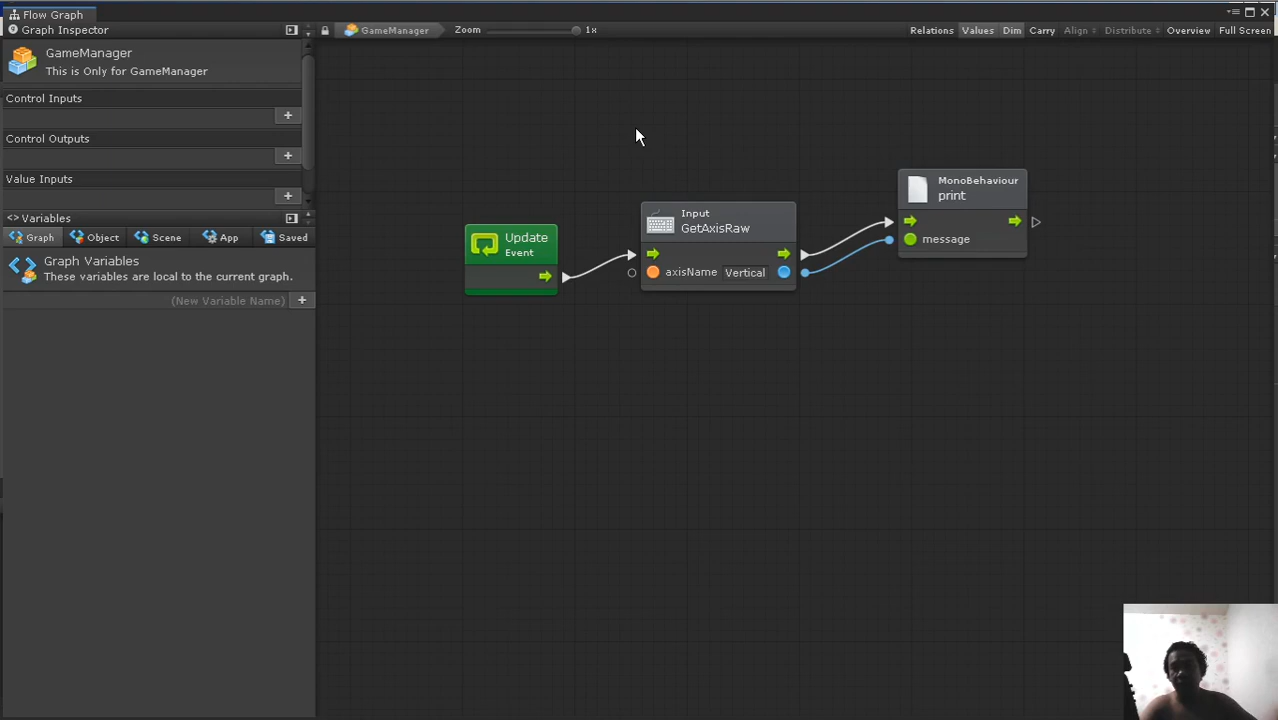 Flow Graph
Graph Inspector
GameManager
Zoom
1x
Relations
Values
Dim
Carry
Align
Distribute
Overview
Full Screen
GameManager
This is Only for GameManager
Control Inputs
Control Outputs
Value Inputs
<> Variables
Graph
Object
Scene
App
Saved
Graph Variables
These variables are local to the current graph.
(New Variable Name)
Update
Event
Input
GetAxisRaw
axisName
Vertical
MonoBehaviour
print
message